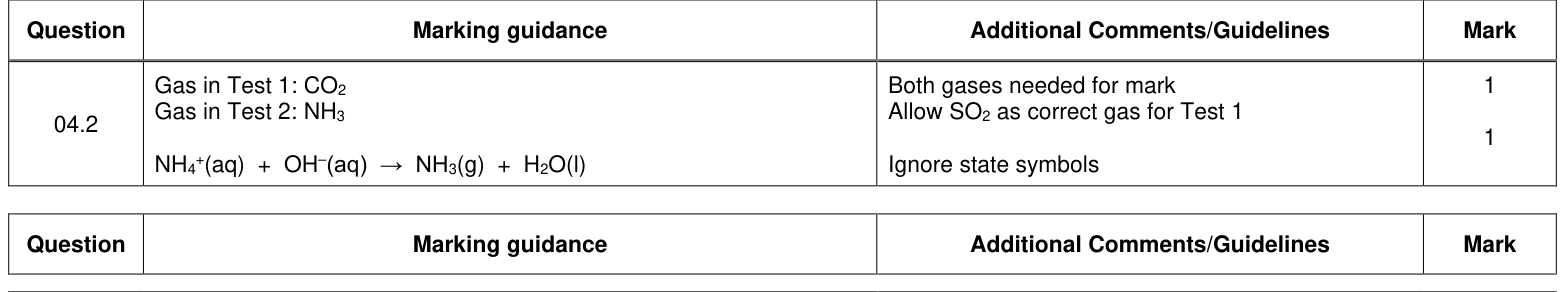 Question Marking guidance Additional Comments/Guidelines Mark
Gas in Test 1: CO₂ Both gases needed for mark 1
Gas in Test 2: NH₃ Allow SO₂ as correct gas for Test 1
04.2
1
NH₄⁺(aq) + OH⁻(aq) → NH₃(g) + H₂O(l) Ignore state symbols
Question Marking guidance Additional Comments/Guidelines Mark